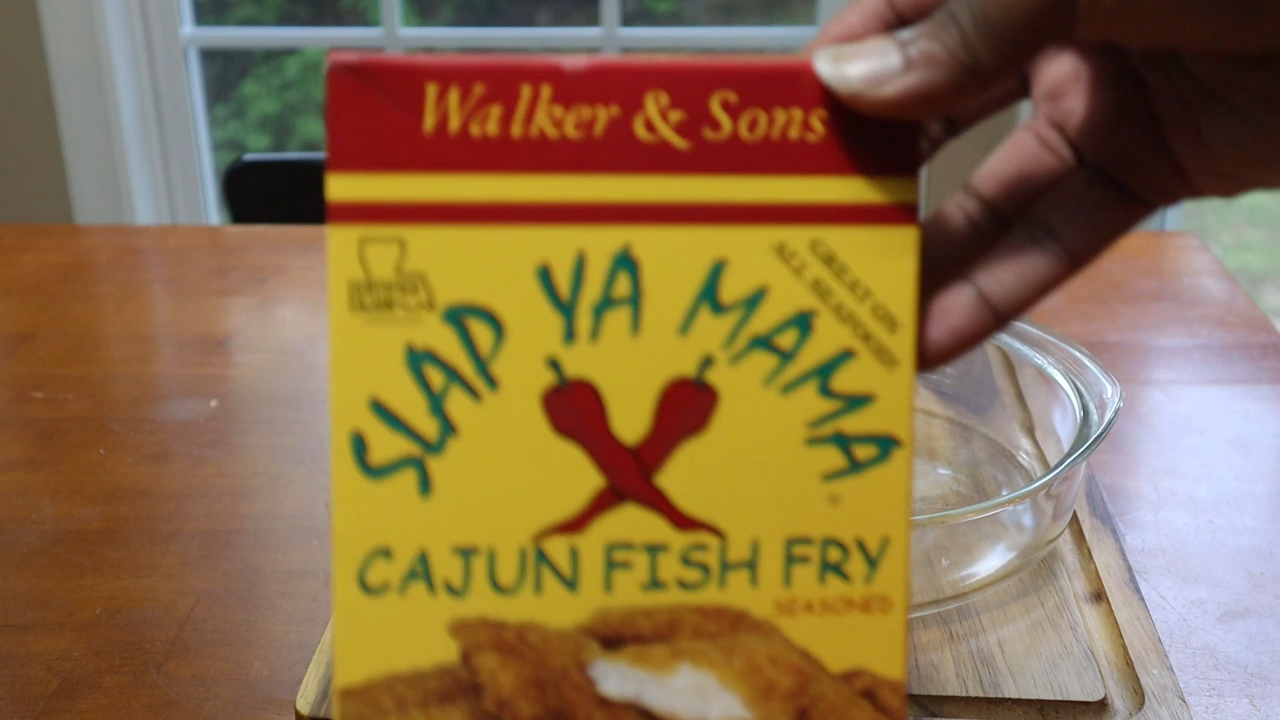 Walker & Sons
SLAP YA MAMA
GREAT ON
ALL SEAFOOD!
CAJUN FISH FRY
SEASONED